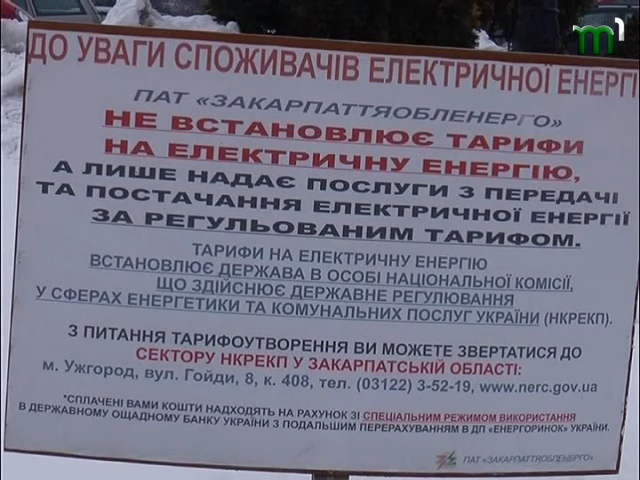 m1
ДО УВАГИ СПОЖИВАЧІВ ЕЛЕКТРИЧНОЇ ЕНЕРГІ
ПАТ «ЗАКАРПАТТЯОБЛЕНЕРГО»
НЕ ВСТАНОВЛЮЄ ТАРИФИ
НА ЕЛЕКТРИЧНУ ЕНЕРГІЮ,
А ЛИШЕ НАДАЄ ПОСЛУГИ З ПЕРЕДАЧІ
ТА ПОСТАЧАННЯ ЕЛЕКТРИЧНОЇ ЕНЕРГІЇ
ЗА РЕГУЛЬОВАНИМ ТАРИФОМ.
ТАРИФИ НА ЕЛЕКТРИЧНУ ЕНЕРГІЮ
ВСТАНОВЛЮЄ ДЕРЖАВА В ОСОБІ НАЦІОНАЛЬНОЇ КОМІСІЇ,
ЩО ЗДІЙСНЮЄ ДЕРЖАВНЕ РЕГУЛЮВАННЯ
У СФЕРАХ ЕНЕРГЕТИКИ ТА КОМУНАЛЬНИХ ПОСЛУГ УКРАЇНИ (НКРЕКП).
З ПИТАННЯ ТАРИФОУТВОРЕННЯ ВИ МОЖЕТЕ ЗВЕРТАТИСЯ ДО
СЕКТОРУ НКРЕКП У ЗАКАРПАТСЬКІЙ ОБЛАСТІ:
м. Ужгород, вул. Гойди, 8, к. 408, тел. (03122) 3-52-19, www.nerc.gov.ua
*СПЛАЧЕНІ ВАМИ КОШТИ НАДХОДЯТЬ НА РАХУНОК ЗІ СПЕЦІАЛЬНИМ РЕЖИМОМ ВИКОРИСТАННЯ
В ДЕРЖАВНОМУ ОЩАДНОМУ БАНКУ УКРАЇНИ З ПОДАЛЬШИМ ПЕРЕРАХУВАННЯМ В ДП «ЕНЕРГОРИНОК» УКРАЇНИ.
ПАТ «ЗАКАРПАТТЯОБЛЕНЕРГО»